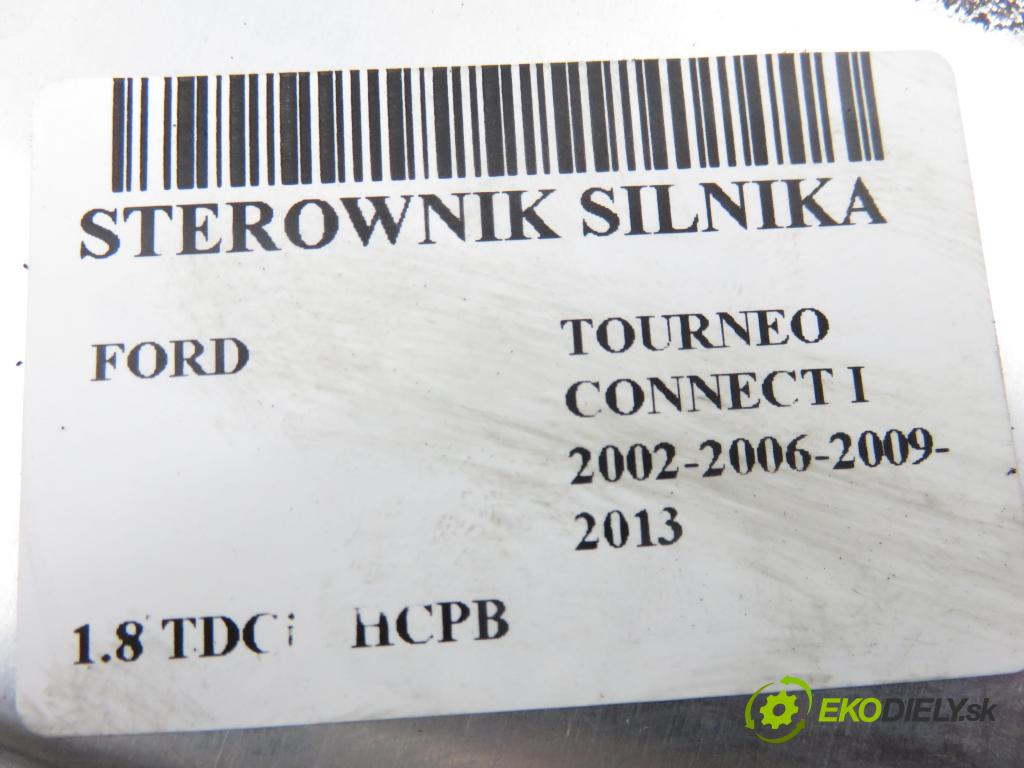 STEROWNIK SILNIKA
FORD
TOURNEO
CONNECT I
2002-2006-2009-
2013
1.8 TDCi HCPB
EKODIELY.sk